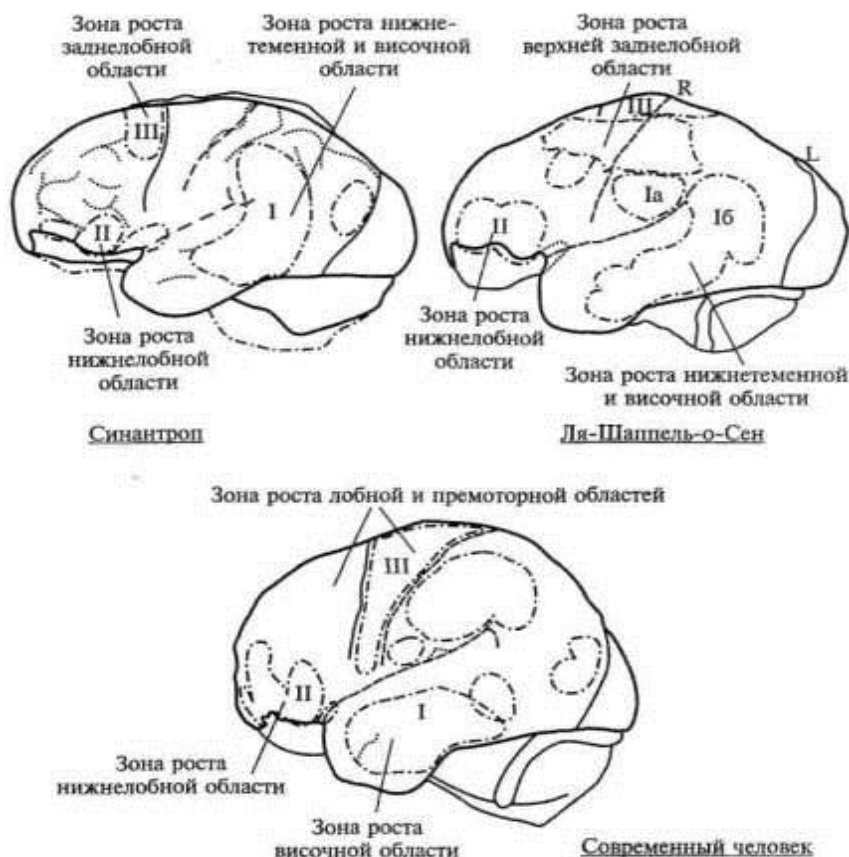 Зона роста
заднелобной
области
Зона роста нижне-
теменной и височной
области
III
I
II
Зона роста
нижнелобной
области
Синантроп
Зона роста
верхней заднелобной
области
R
III
L
Iа
Iб
II
Зона роста
нижнелобной
области
Зона роста нижнетеменной
и височной области
Ля-Шаппель-о-Сен
Зона роста лобной и премоторной областей
III
II
I
Зона роста
нижнелобной области
Зона роста
височной области
Современный человек